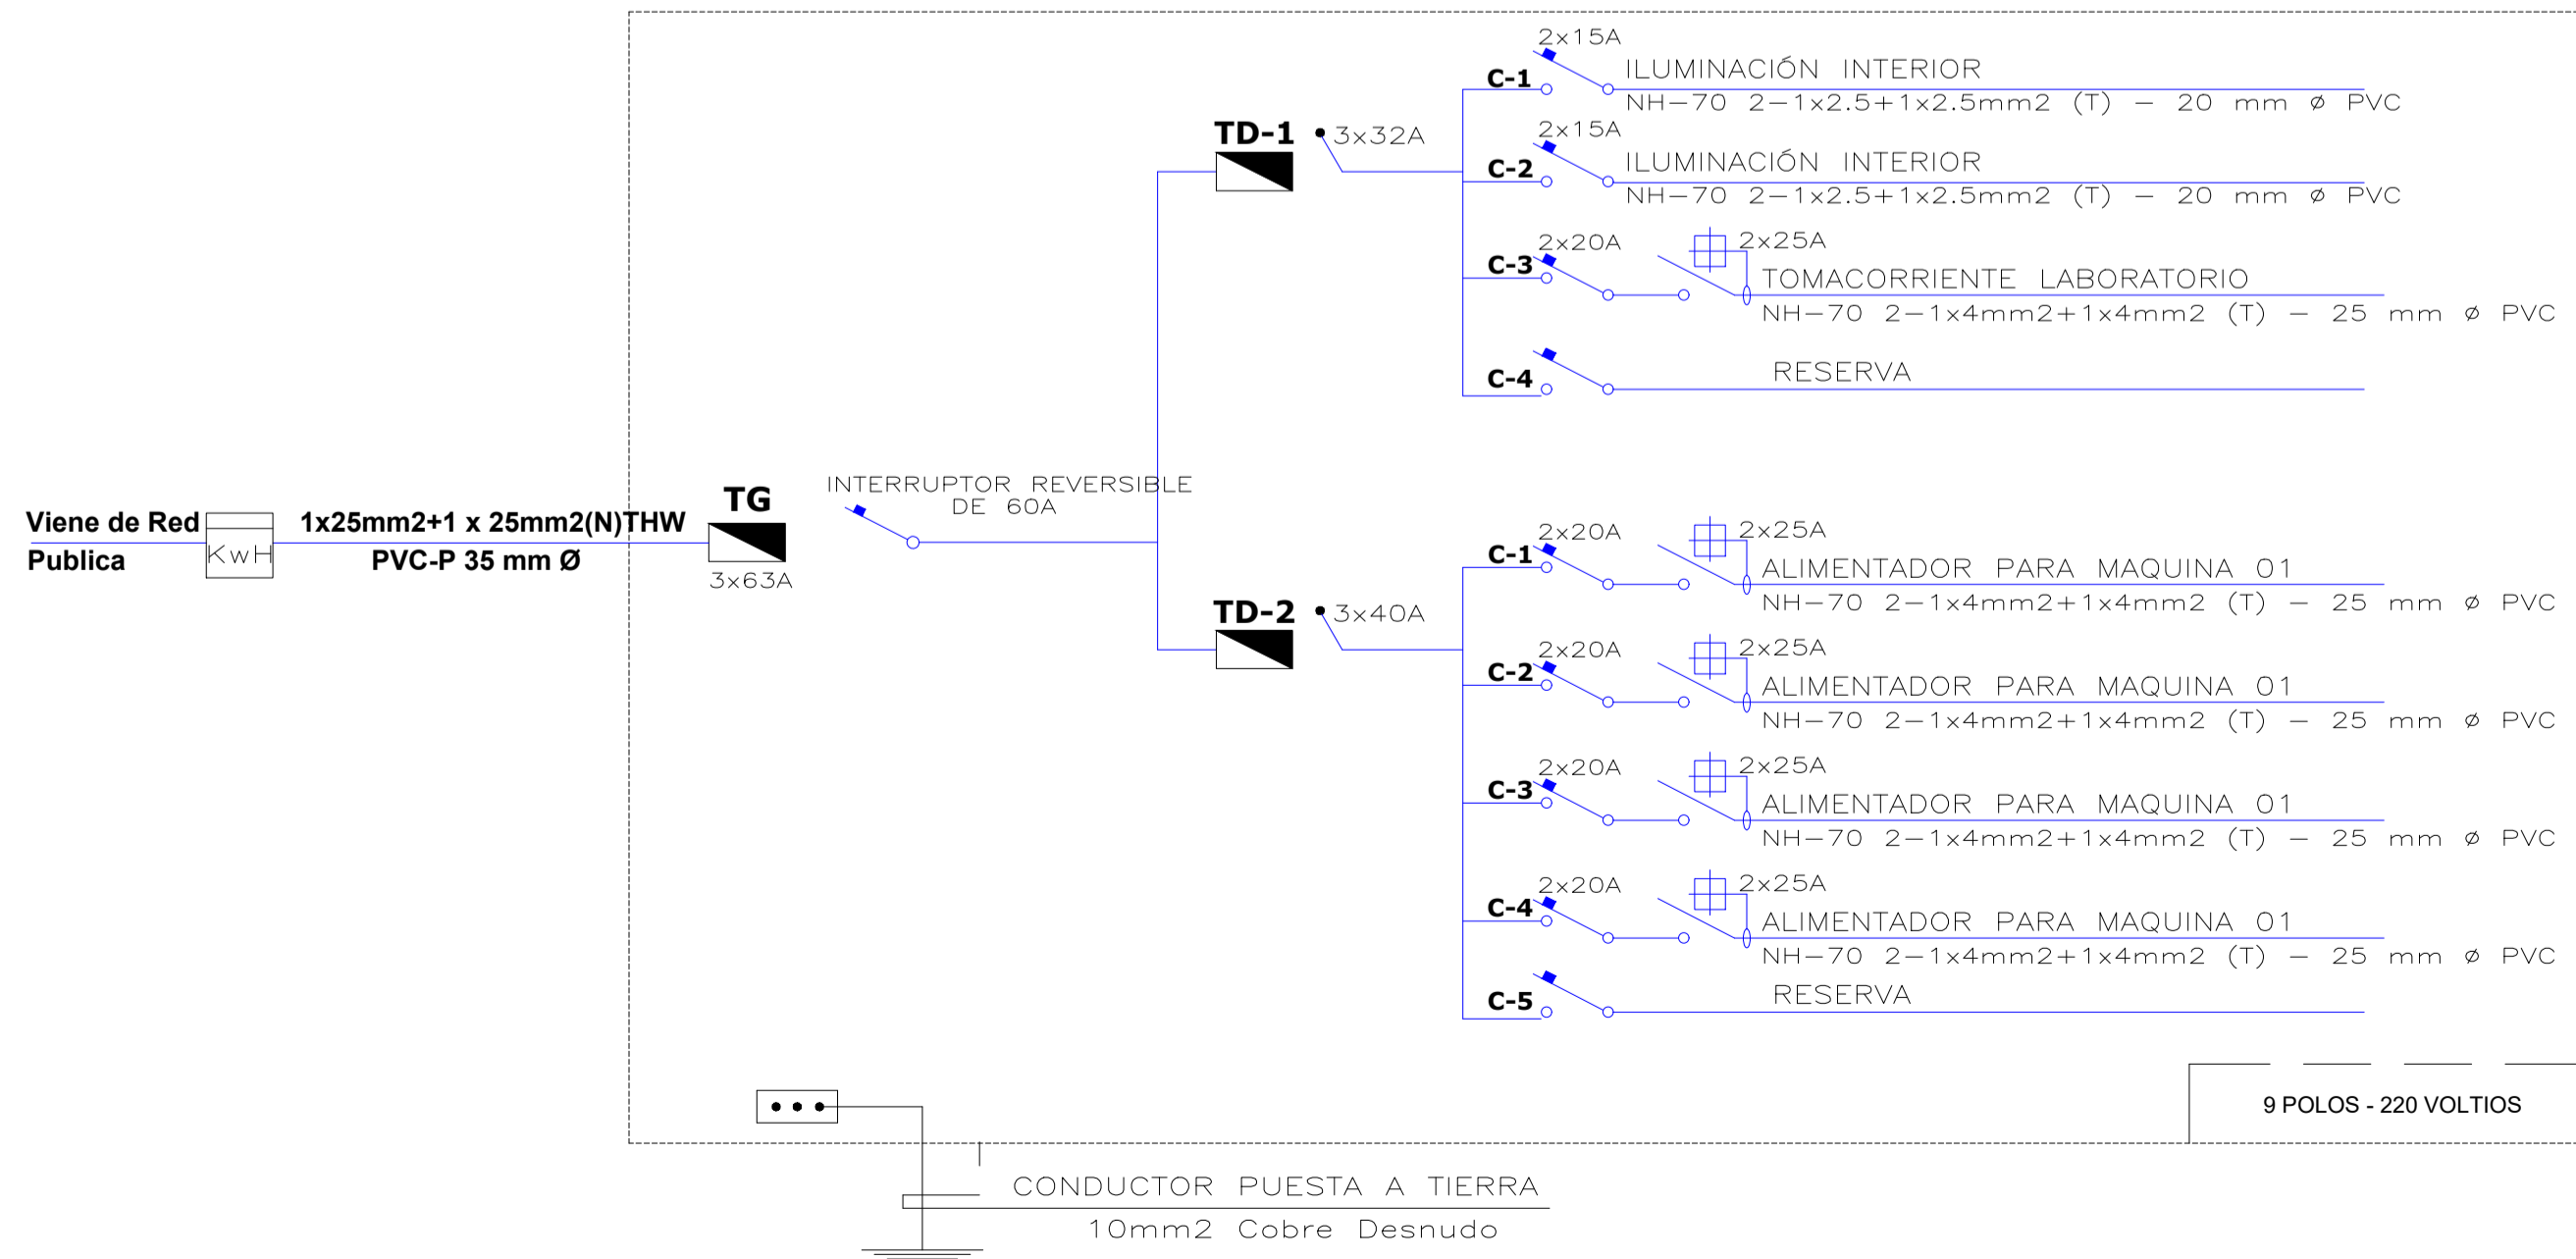 Viene de Red
Publica
KwH
1x25mm2+1 x 25mm2(N)THW
PVC-P 35 mm Ø
TG
3x63A
INTERRUPTOR REVERSIBLE
DE 60A
TD-1
3x32A
C-1
2x15A
ILUMINACIÓN INTERIOR
NH-70 2-1x2.5+1x2.5mm2 (T) - 20 mm ø PVC
C-2
2x15A
ILUMINACIÓN INTERIOR
NH-70 2-1x2.5+1x2.5mm2 (T) - 20 mm ø PVC
C-3
2x20A
2x25A
TOMACORRIENTE LABORATORIO
NH-70 2-1x4mm2+1x4mm2 (T) - 25 mm ø PVC
C-4
RESERVA
TD-2
3x40A
C-1
2x20A
2x25A
ALIMENTADOR PARA MAQUINA 01
NH-70 2-1x4mm2+1x4mm2 (T) - 25 mm ø PVC
C-2
2x20A
2x25A
ALIMENTADOR PARA MAQUINA 01
NH-70 2-1x4mm2+1x4mm2 (T) - 25 mm ø PVC
C-3
2x20A
2x25A
ALIMENTADOR PARA MAQUINA 01
NH-70 2-1x4mm2+1x4mm2 (T) - 25 mm ø PVC
C-4
2x20A
2x25A
ALIMENTADOR PARA MAQUINA 01
NH-70 2-1x4mm2+1x4mm2 (T) - 25 mm ø PVC
C-5
RESERVA
9 POLOS - 220 VOLTIOS
CONDUCTOR PUESTA A TIERRA
10mm2 Cobre Desnudo